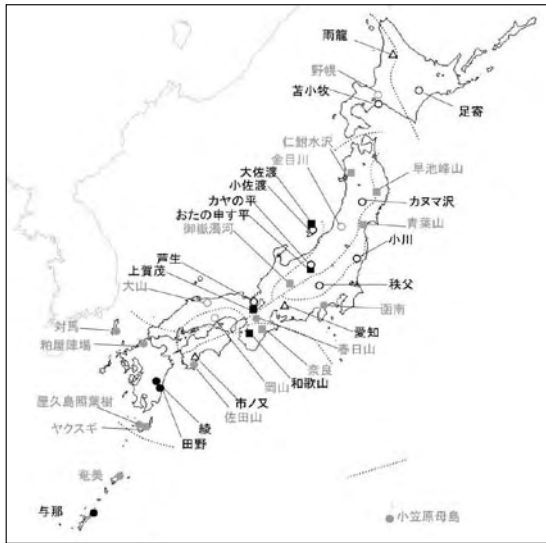 雨龍
野幌
苫小牧
足寄
仁鮒水沢
金目川
大佐渡
小佐渡
カヤの平
おたの申す平
御嶽濁河
早池峰山
カヌマ沢
青葉山
小川
芦生
上賀茂
大山
秩父
函南
愛知
春日山
対馬
粕屋陣場
奈良
岡山
和歌山
市ノ又
佐田山
屋久島照葉樹
ヤクスギ
綾
田野
奄美
与那
小笠原母島